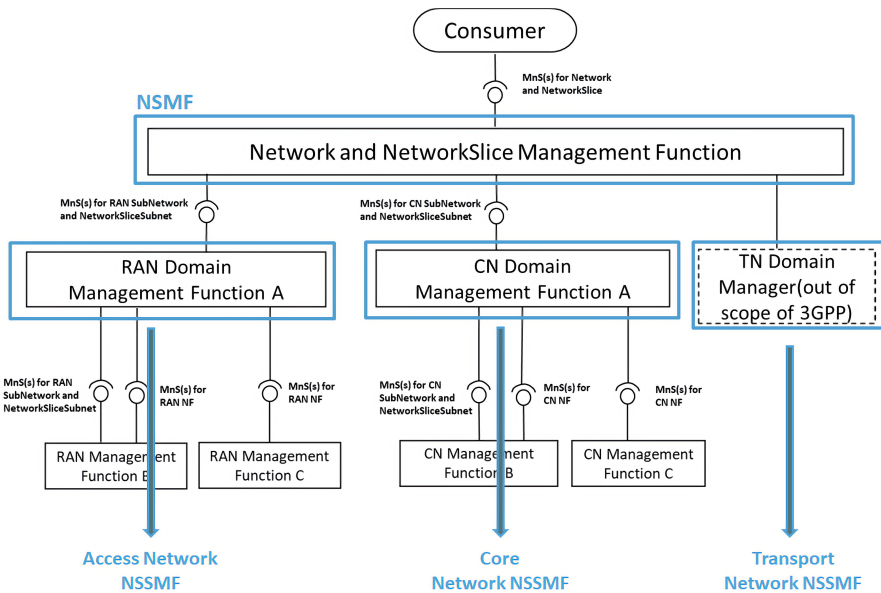 Consumer
MnS(s) for Network
and NetworkSlice
NSMF
Network and NetworkSlice Management Function
MnS(s) for RAN SubNetwork
and NetworkSliceSubnet
MnS(s) for CN SubNetwork
and NetworkSliceSubnet
RAN Domain
Management Function A
CN Domain
Management Function A
TN Domain
Manager(out of
scope of 3GPP)
MnS(s) for RAN
SubNetwork and
NetworkSliceSubnet
MnS(s) for
RAN NF
MnS(s) for
RAN NF
MnS(s) for CN
SubNetwork and
NetworkSliceSubnet
MnS(s) for
CN NF
MnS(s) for
CN NF
RAN Management
Function B
RAN Management
Function C
CN Management
Function B
CN Management
Function C
Access Network
NSSMF
Core
Network NSSMF
Transport
Network NSSMF